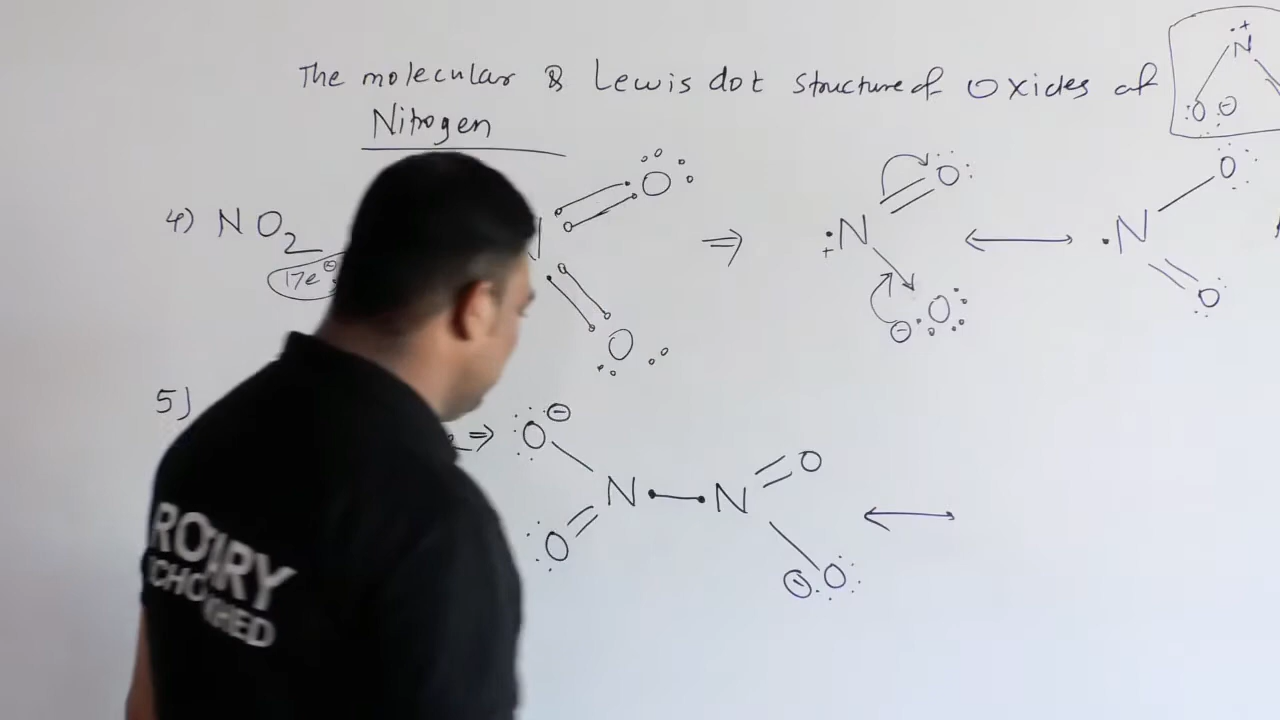 The molecular & Lewis dot structure of Oxides of
Nitrogen
N
:O ⊖
4) NO2
17e⊖
O
O
⇒
·N
+
O
⊖ O
↔
·N
O
O
5)
⇒
O ⊖
N
O
N
O
⊖ O
↔
ROTARY